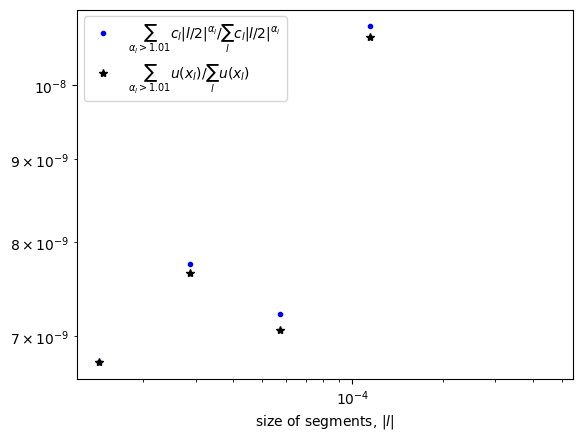 ∑_{α_l>1.01} c_l|l/2|^{α_l}/∑_l c_l|l/2|^{α_l}
∑_{α_l>1.01} u(x_l)/∑_l u(x_l)
10^{-8}
9 × 10^{-9}
8 × 10^{-9}
7 × 10^{-9}
10^{-4}
size of segments, |l|